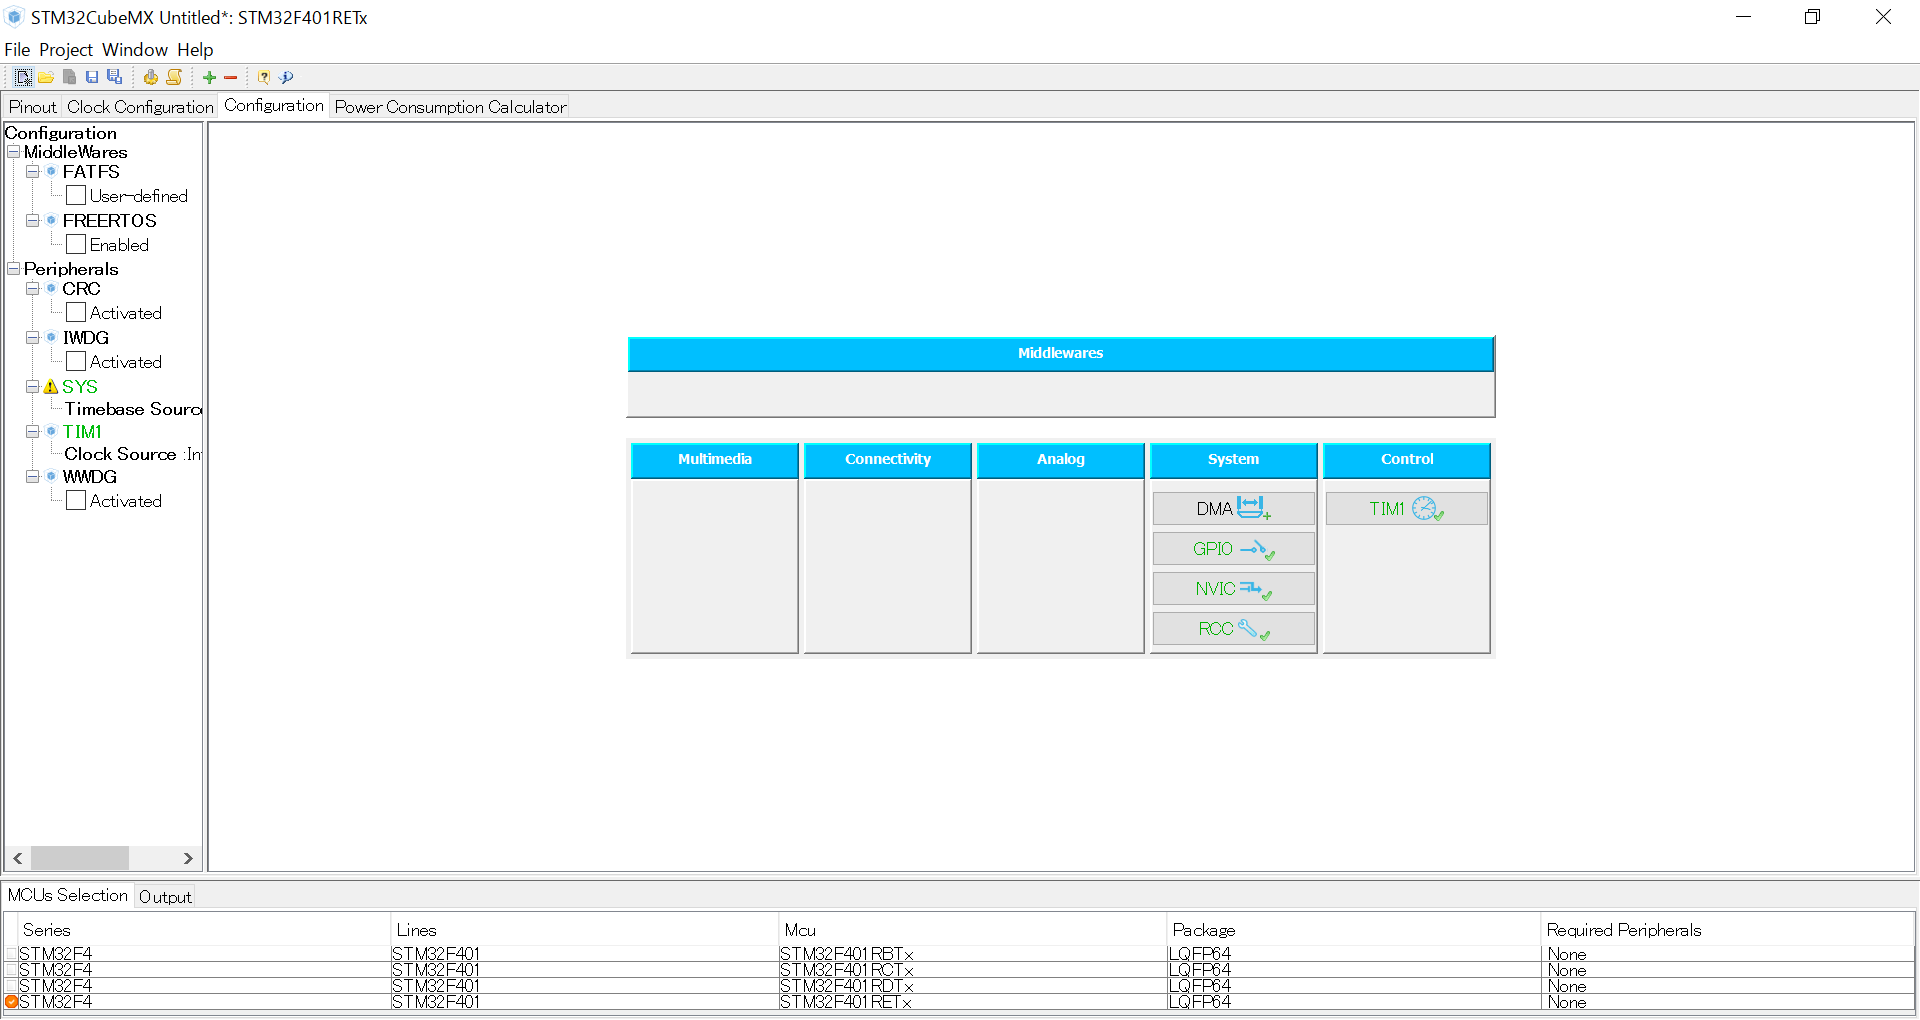 STM32CubeMX Untitled*: STM32F401RETx
File Project Window Help
Pinout Clock Configuration Configuration Power Consumption Calculator
Configuration
MiddleWares
FATFS
User-defined
FREERTOS
Enabled
Peripherals
CRC
Activated
IWDG
Activated
SYS
Timebase Source
TIM1
Clock Source :In
WWDG
Activated
Middlewares
Multimedia Connectivity Analog System Control
DMA TIM1
GPIO
NVIC
RCC
MCUs Selection Output
Series Lines Mcu Package Required Peripherals
STM32F4 STM32F401 STM32F401RBTx LQFP64 None
STM32F4 STM32F401 STM32F401RCTx LQFP64 None
STM32F4 STM32F401 STM32F401RDTx LQFP64 None
STM32F4 STM32F401 STM32F401RETx LQFP64 None